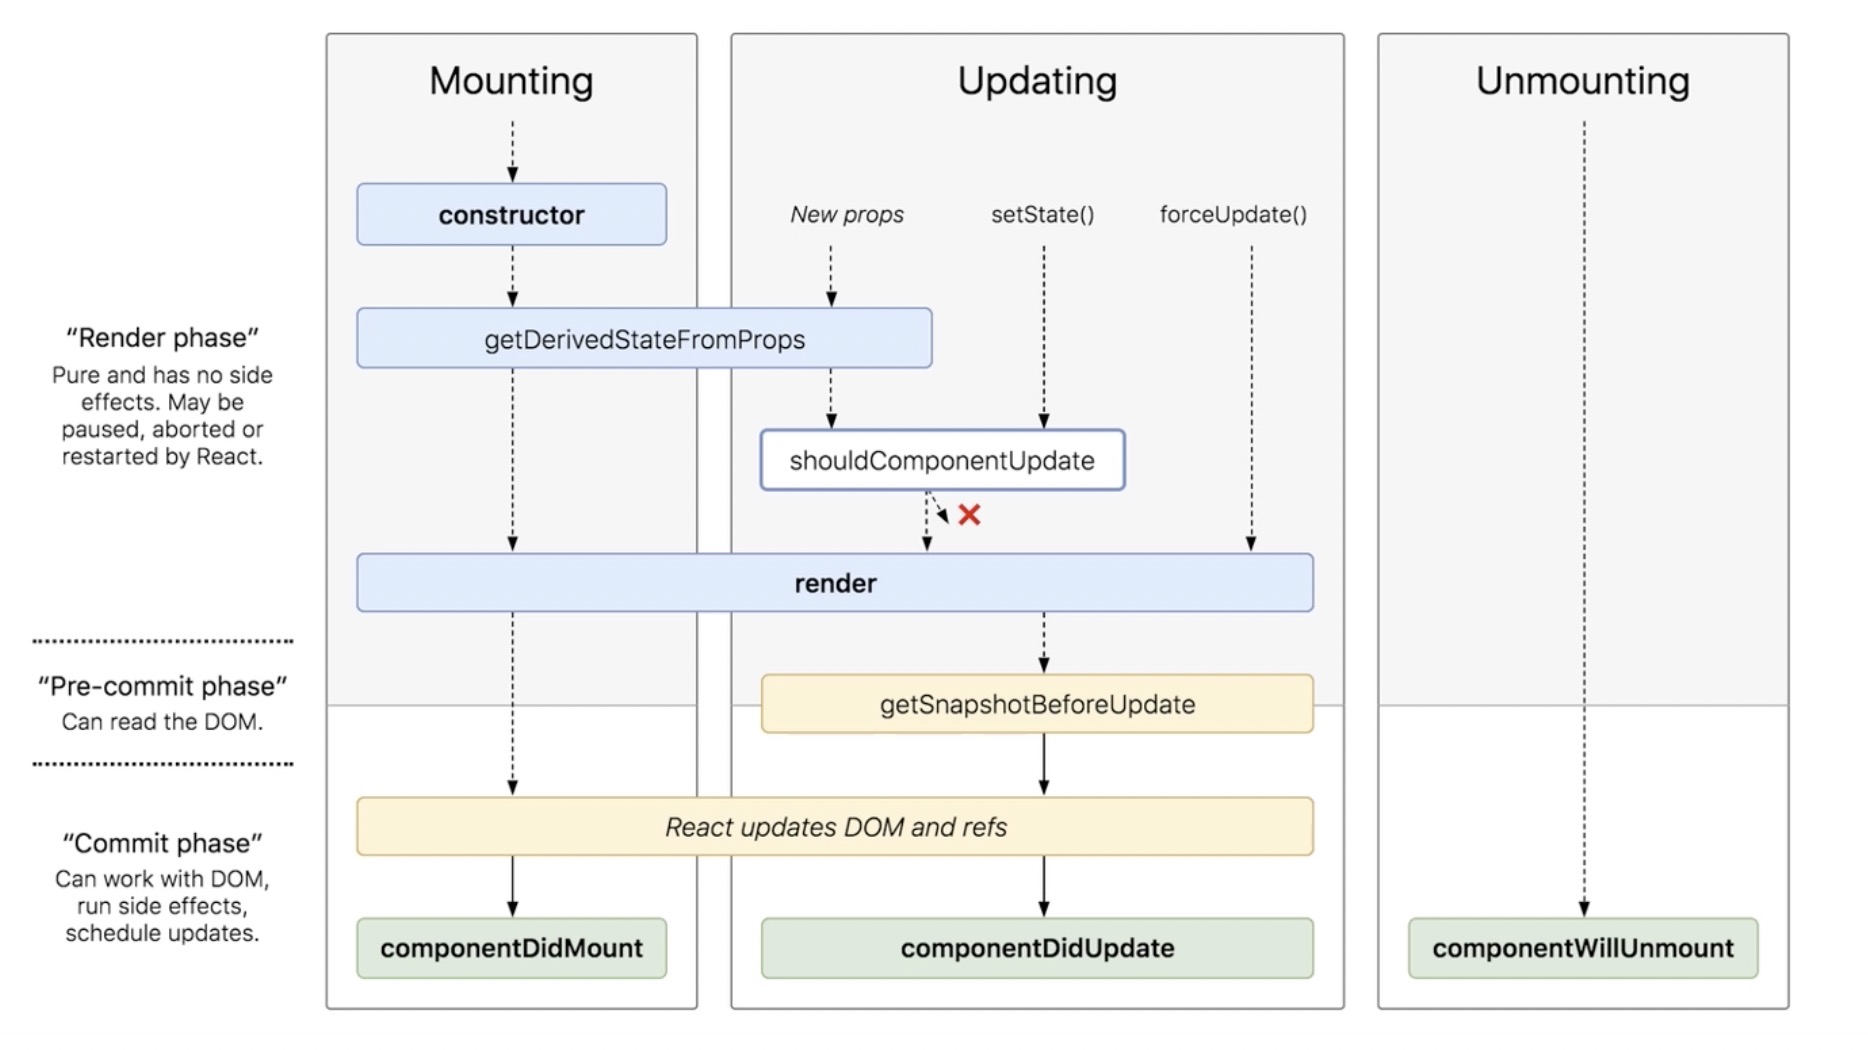 Mounting
Updating
Unmounting
constructor
New props
setState()
forceUpdate()
“Render phase”
Pure and has no side
effects. May be
paused, aborted or
restarted by React.
getDerivedStateFromProps
shouldComponentUpdate
render
“Pre-commit phase”
Can read the DOM.
getSnapshotBeforeUpdate
“Commit phase”
Can work with DOM,
run side effects,
schedule updates.
React updates DOM and refs
componentDidMount
componentDidUpdate
componentWillUnmount